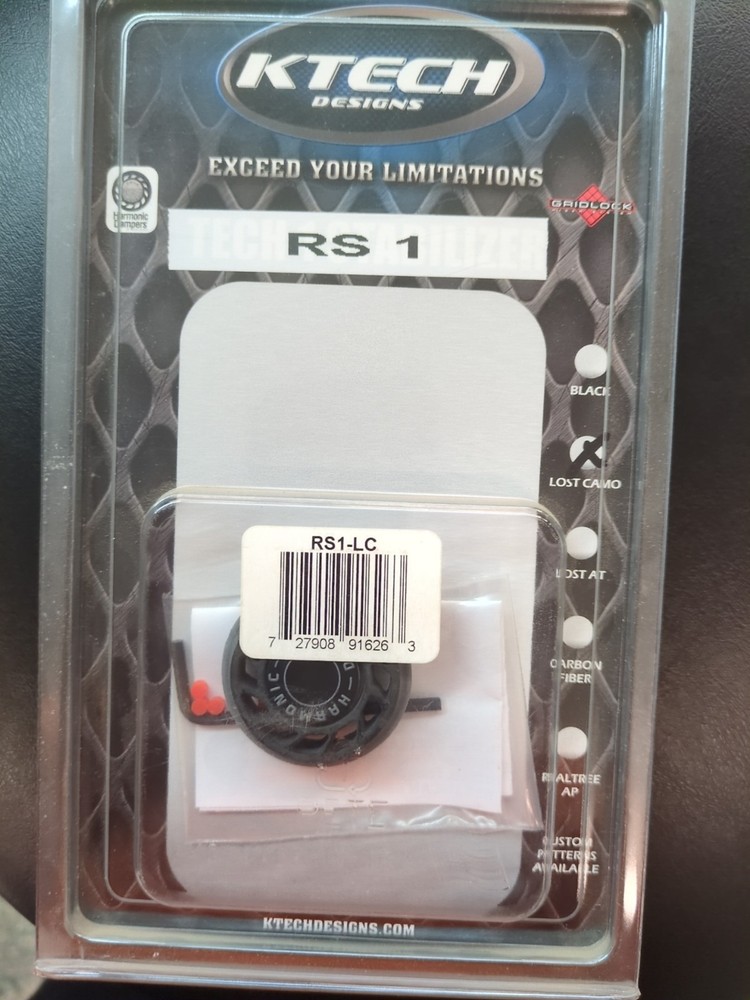 KTECH
DESIGNS
EXCEED YOUR LIMITATIONS
Harmonic
Dampers
GRIDLOCK
RS 1
BLACK
LOST CAMO
LOST AT
CARBON
FIBER
REALTREE
AP
CUSTOM
PATTERNS
AVAILABLE
RS1-LC
7 27908 91626 3
HARMONIC
KTECHDESIGNS.COM